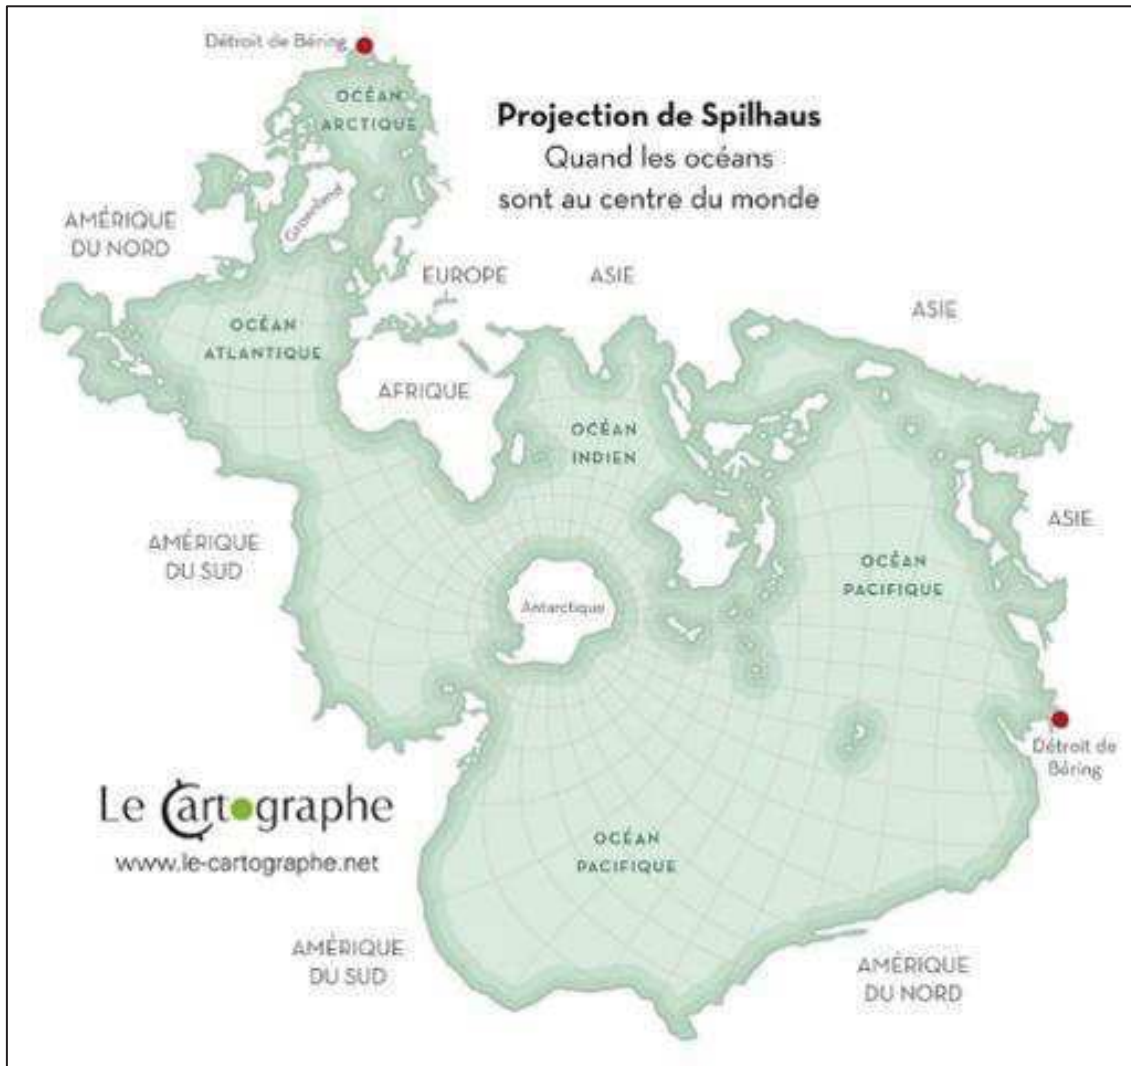 Détroit de Béring
OCÉAN
ARCTIQUE
Projection de Spilhaus
Quand les océans
sont au centre du monde
Groenland
AMÉRIQUE
DU NORD
EUROPE
ASIE
ASIE
OCÉAN
ATLANTIQUE
AFRIQUE
OCÉAN
INDIEN
ASIE
AMÉRIQUE
DU SUD
OCÉAN
PACIFIQUE
Antarctique
Détroit de
Béring
Le Cartographe
www.le-cartographe.net
OCÉAN
PACIFIQUE
AMÉRIQUE
DU SUD
AMÉRIQUE
DU NORD